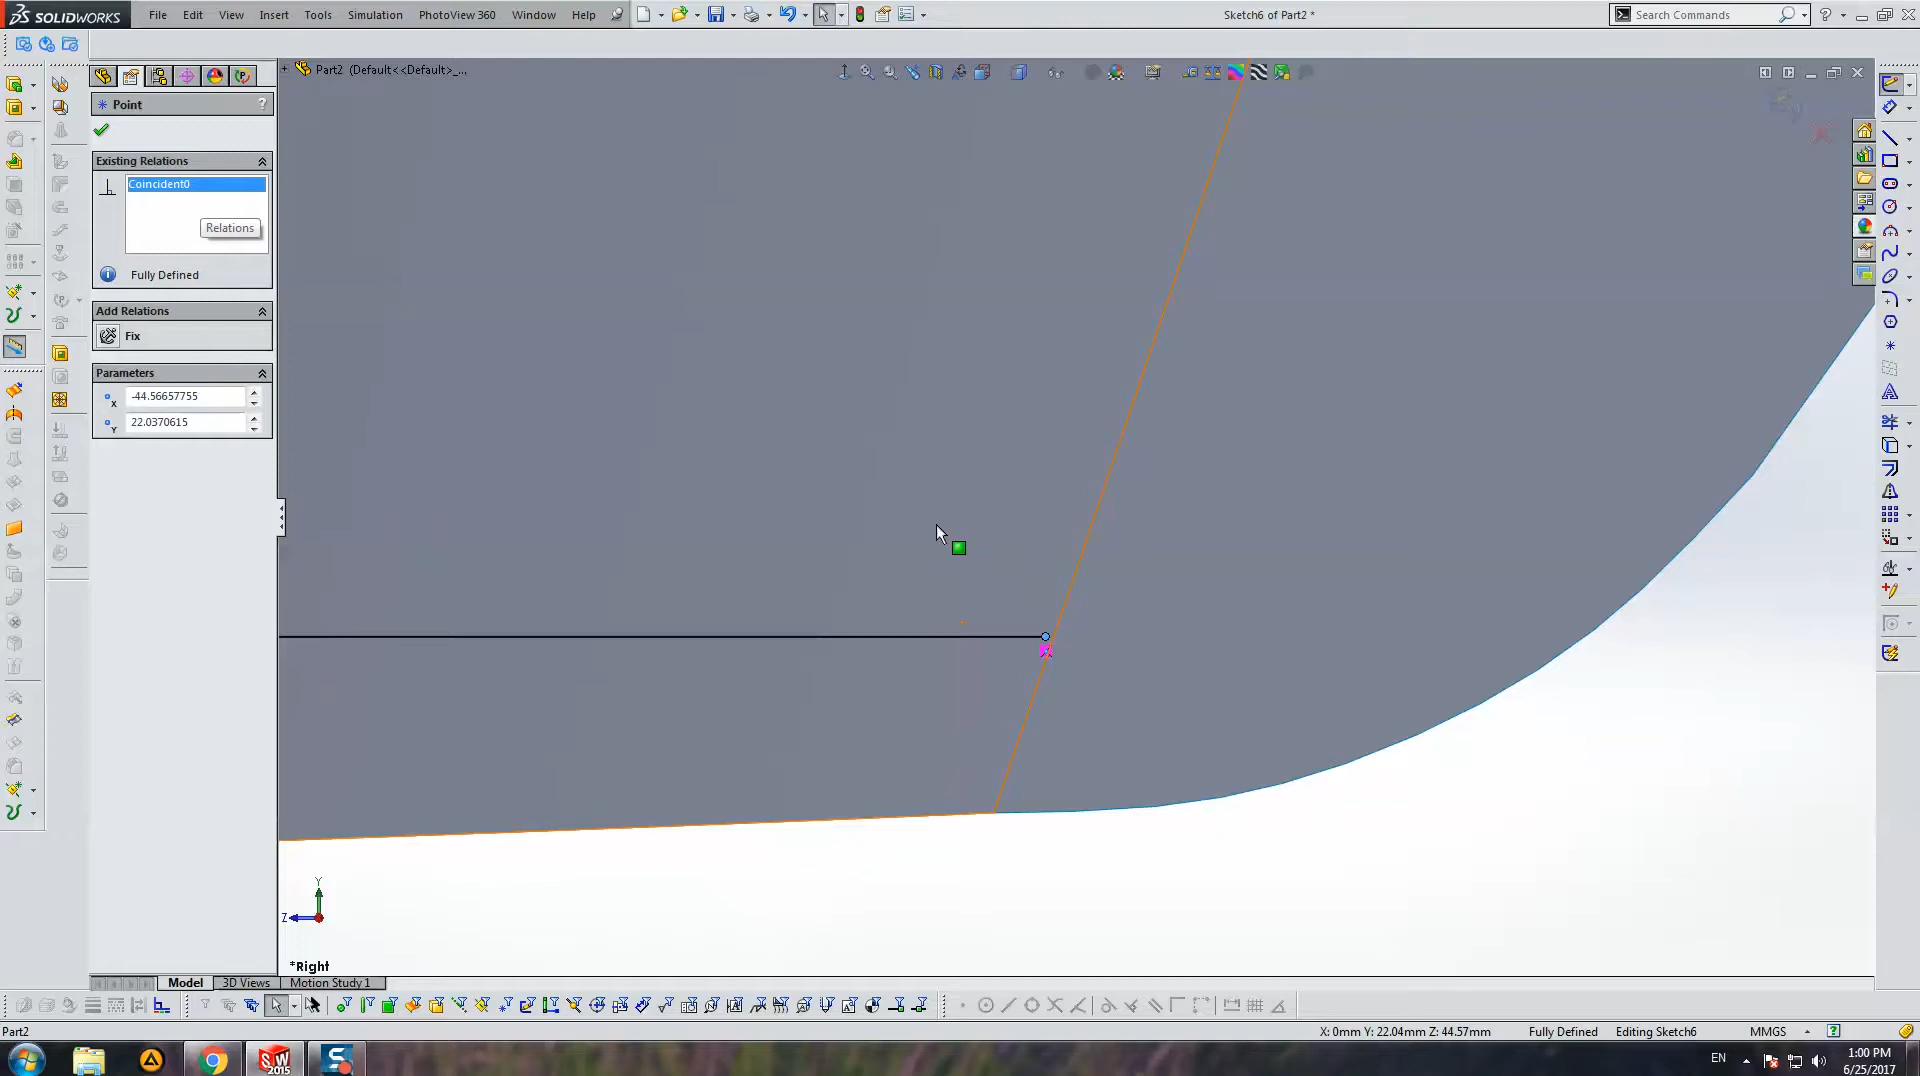 SOLIDWORKS
File Edit View Insert Tools Simulation PhotoView 360 Window Help
Sketch6 of Part2 *
Search Commands
Part2 (Default<<Default>_...
Point
?
Existing Relations
Coincident0
Relations
Fully Defined
Add Relations
Fix
Parameters
X
-44.56657755
Y
22.0370615
Y
Z
*Right
Model 3D Views Motion Study 1
Part2
X: 0mm Y: 22.04mm Z: 44.57mm
Fully Defined
Editing Sketch6
MMGS
?
SW
2015
S
EN
1:00 PM
6/25/2017